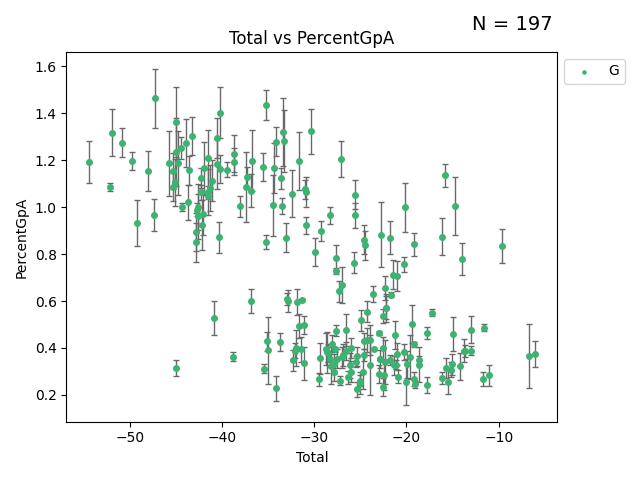 N = 197
Total vs PercentGpA
G
PercentGpA
1.6
1.4
1.2
1.0
0.8
0.6
0.4
0.2
−50 −40 −30 −20 −10
Total